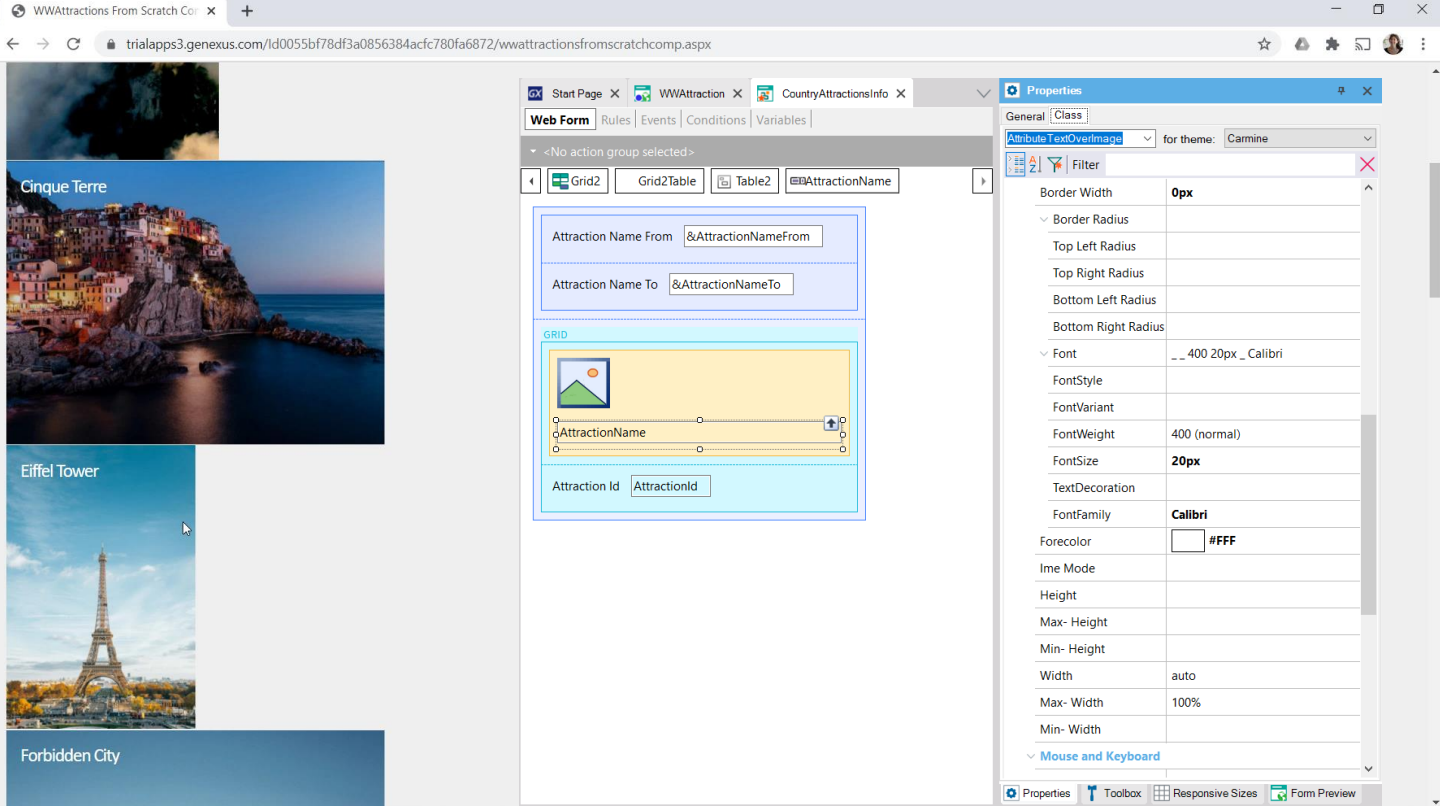 WWAttractions From Scratch Co
trialapps3.genexus.com/Id0055bf78df3a0856384acfc780fa6872/wwattractionsfromscratchcomp.aspx
Cinque Terre
Eiffel Tower
Forbidden City
GX Start Page WWAttraction CountryAttractionsInfo
Web Form Rules Events Conditions Variables
<No action group selected>
Grid2 Grid2Table Table2 AttractionName
Attraction Name From &AttractionNameFrom
Attraction Name To &AttractionNameTo
GRID
AttractionName
Attraction Id AttractionId
Properties
General Class
AttributeTextOverImage for theme: Carmine
Filter
Border Width 0px
Border Radius
Top Left Radius
Top Right Radius
Bottom Left Radius
Bottom Right Radius
Font _ _ 400 20px _ Calibri
FontStyle
FontVariant
FontWeight 400 (normal)
FontSize 20px
TextDecoration
FontFamily Calibri
Forecolor #FFF
Ime Mode
Height
Max- Height
Min- Height
Width auto
Max- Width 100%
Min- Width
Mouse and Keyboard
Properties Toolbox Responsive Sizes Form Preview